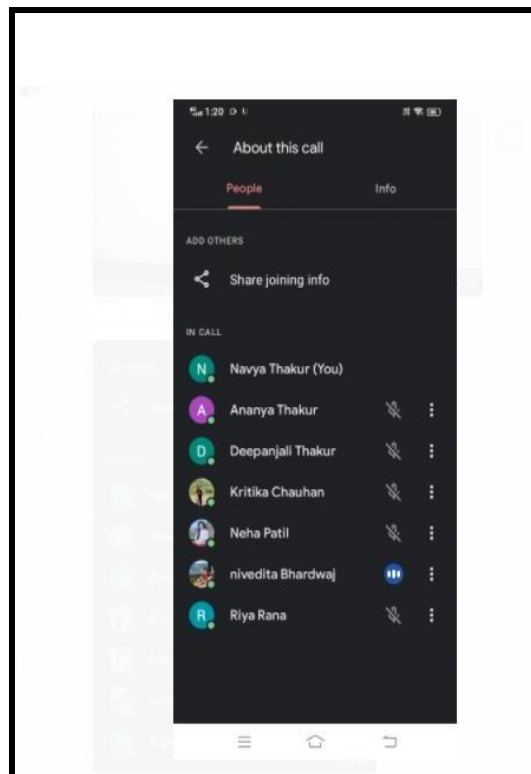 1:20
About this call
People Info
ADD OTHERS
Share joining info
IN CALL
N Navya Thakur (You)
A Ananya Thakur
D Deepanjali Thakur
Kritika Chauhan
Neha Patil
nivedita Bhardwaj
R Riya Rana